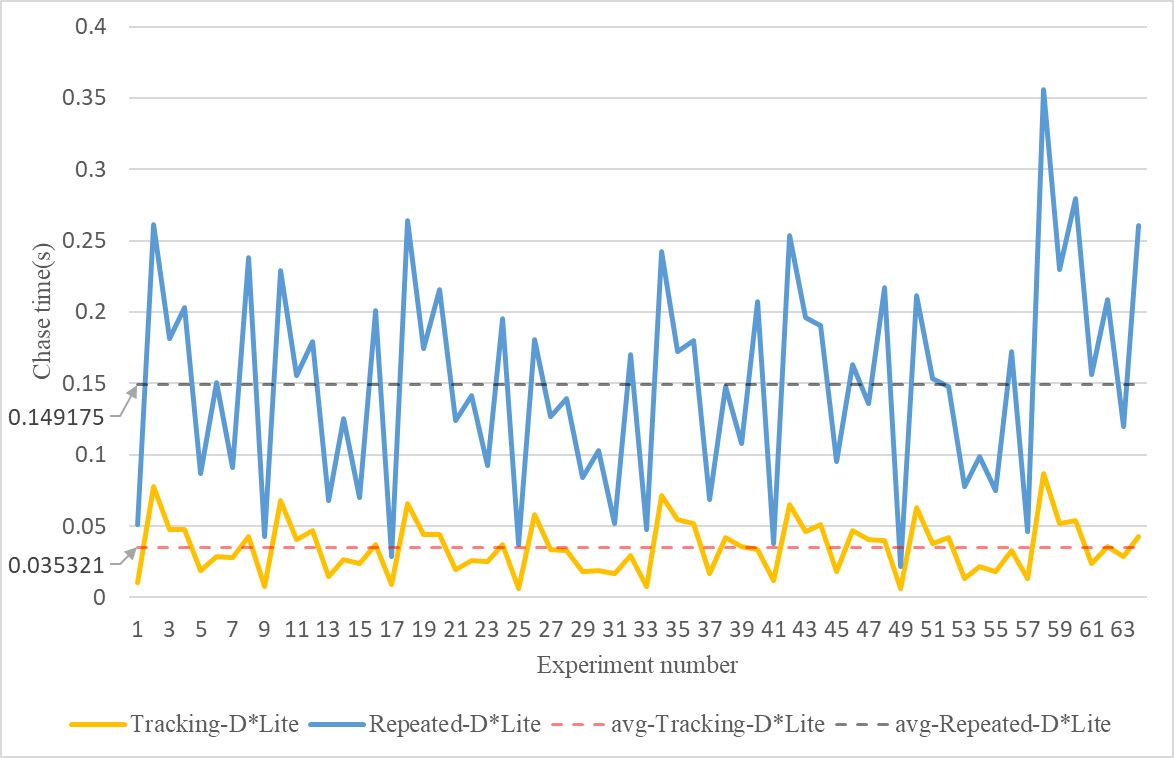 0.4
0.35
0.3
0.25
0.2
0.15
0.1
0.05
0
Chase time(s)
0.149175
0.035321
1 3 5 7 9 11 13 15 17 19 21 23 25 27 29 31 33 35 37 39 41 43 45 47 49 51 53 55 57 59 61 63
Experiment number
Tracking-D*Lite Repeated-D*Lite avg-Tracking-D*Lite avg-Repeated-D*Lite